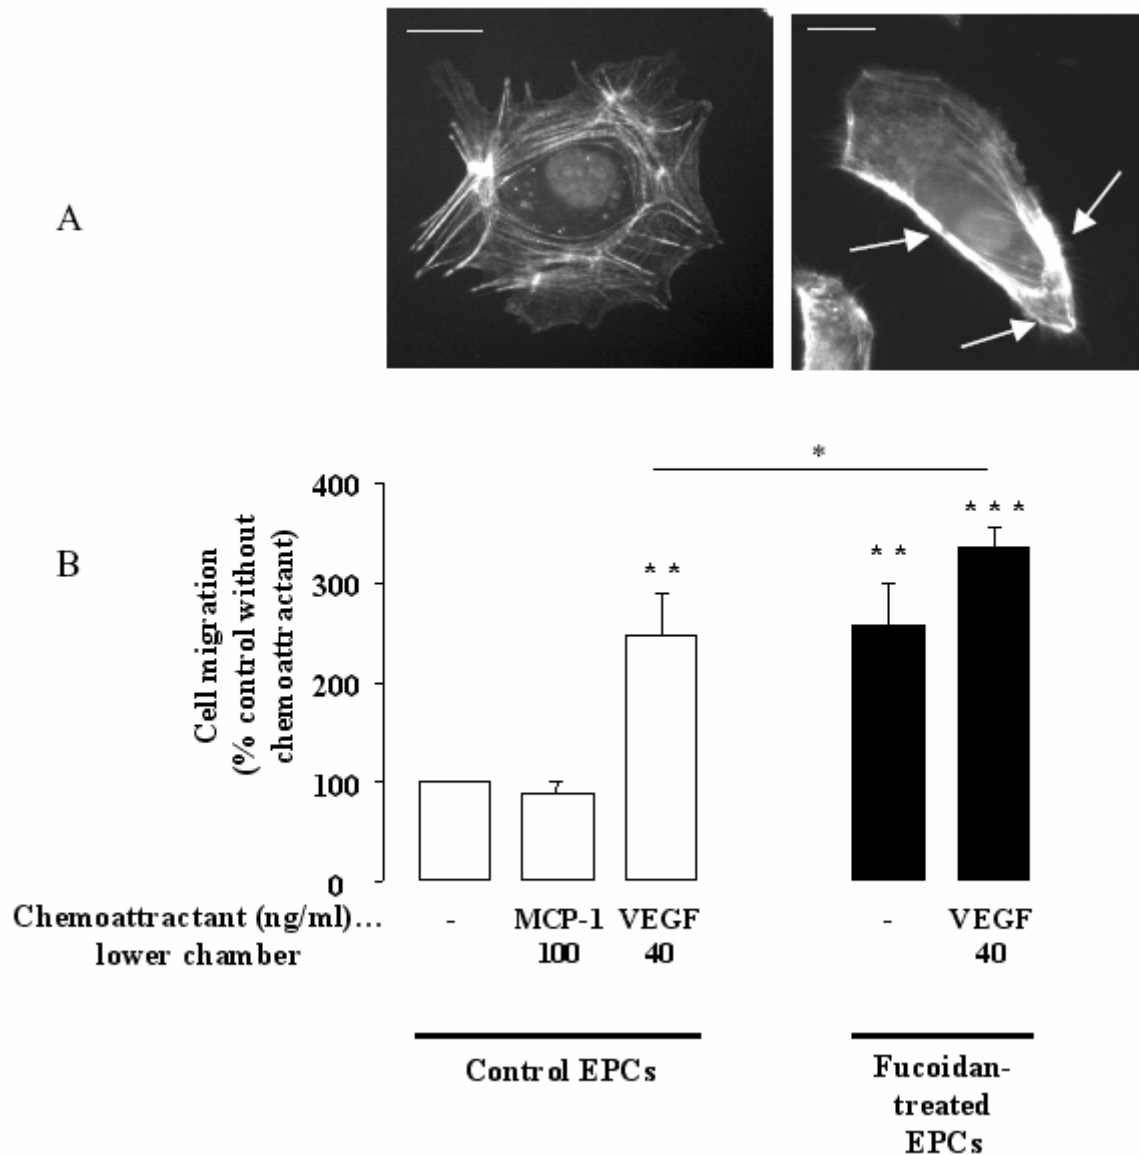 A
*
400
* * *
B
Cell migration
(% control without
chemoattractant)
* *
* *
300
200
100
0
Chemoattractant (ng/ml)... - MCP-1 VEGF - VEGF
lower chamber 100 40 40
Control EPCs
Fucoidan-
treated
EPCs